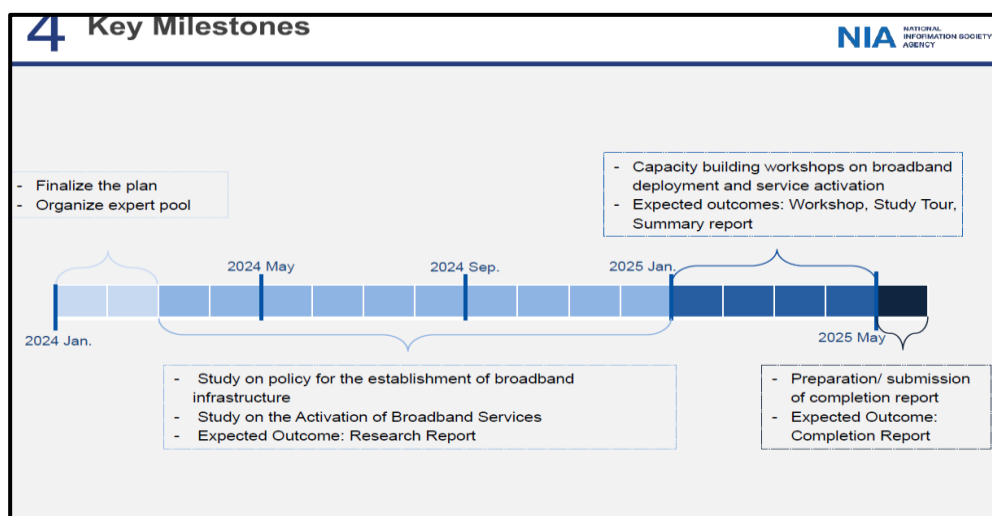 4 Key Milestones
NIA NATIONAL
INFORMATION SOCIETY
AGENCY
- Finalize the plan
- Organize expert pool
- Capacity building workshops on broadband
deployment and service activation
- Expected outcomes: Workshop, Study Tour,
Summary report
2024 May
2024 Sep.
2025 Jan.
2024 Jan.
2025 May
- Study on policy for the establishment of broadband
infrastructure
- Study on the Activation of Broadband Services
- Expected Outcome: Research Report
- Preparation/ submission
of completion report
- Expected Outcome:
Completion Report